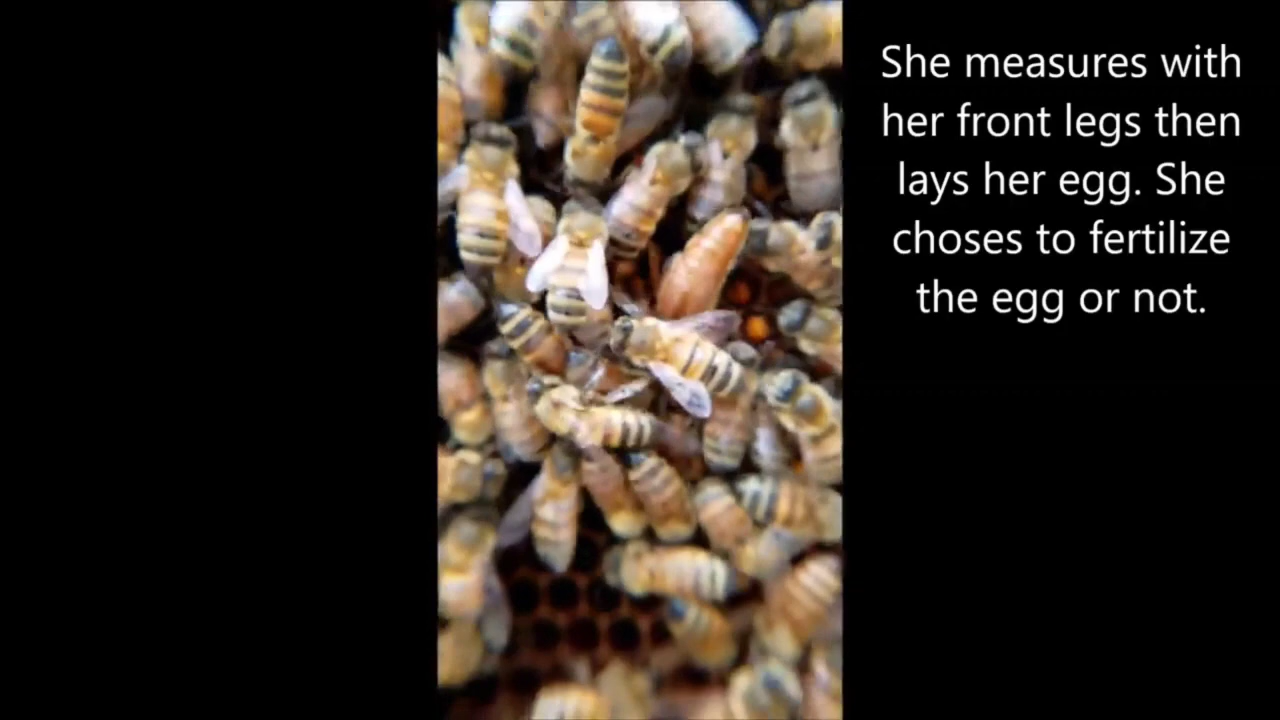 She measures with
her front legs then
lays her egg. She
choses to fertilize
the egg or not.